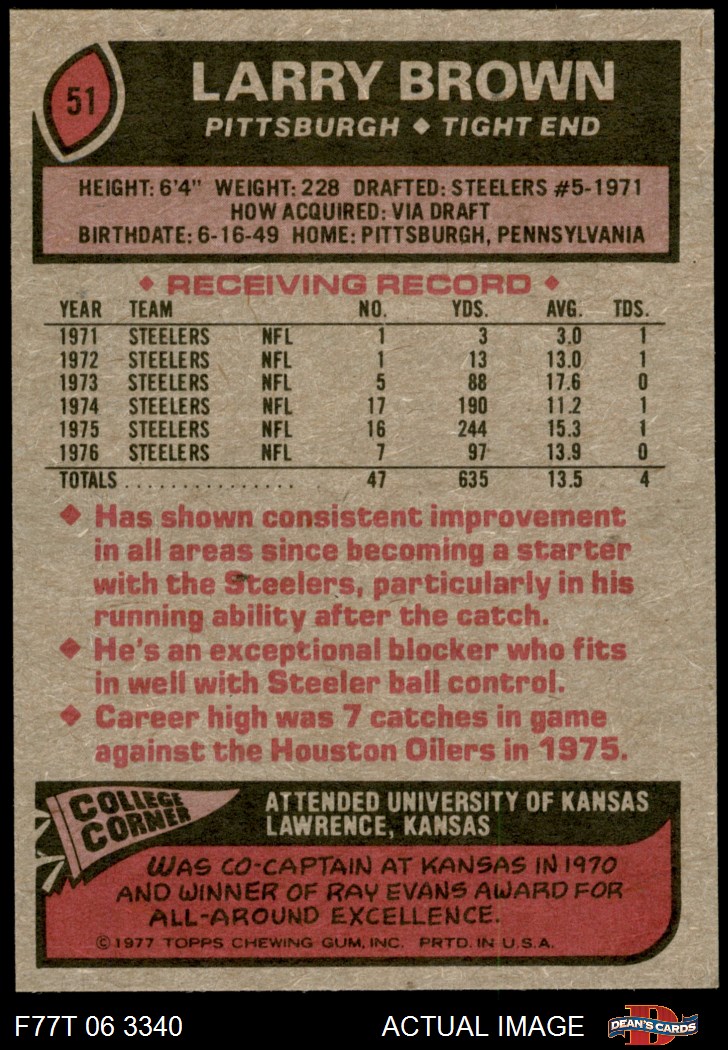 51
LARRY BROWN
PITTSBURGH ◆ TIGHT END
HEIGHT: 6'4" WEIGHT: 228 DRAFTED: STEELERS #5-1971
HOW ACQUIRED: VIA DRAFT
BIRTHDATE: 6-16-49 HOME: PITTSBURGH, PENNSYLVANIA
◆ RECEIVING RECORD ◆
YEAR TEAM NO. YDS. AVG. TDS.
1971 STEELERS NFL 1 3 3.0 1
1972 STEELERS NFL 1 13 13.0 1
1973 STEELERS NFL 5 88 17.6 0
1974 STEELERS NFL 17 190 11.2 1
1975 STEELERS NFL 16 244 15.3 1
1976 STEELERS NFL 7 97 13.9 0
TOTALS . . . . . . . . . . . . . . . 47 635 13.5 4
◆ Has shown consistent improvement
in all areas since becoming a starter
with the Steelers, particularly in his
running ability after the catch.
◆ He's an exceptional blocker who fits
in well with Steeler ball control.
◆ Career high was 7 catches in game
against the Houston Oilers in 1975.
COLLEGE
CORNER
ATTENDED UNIVERSITY OF KANSAS
LAWRENCE, KANSAS
WAS CO-CAPTAIN AT KANSAS IN 1970
AND WINNER OF RAY EVANS AWARD FOR
ALL-AROUND EXCELLENCE.
© 1977 TOPPS CHEWING GUM, INC. PRTD. IN U.S.A.
F77T 06 3340 ACTUAL IMAGE
D
DEAN'S CARDS